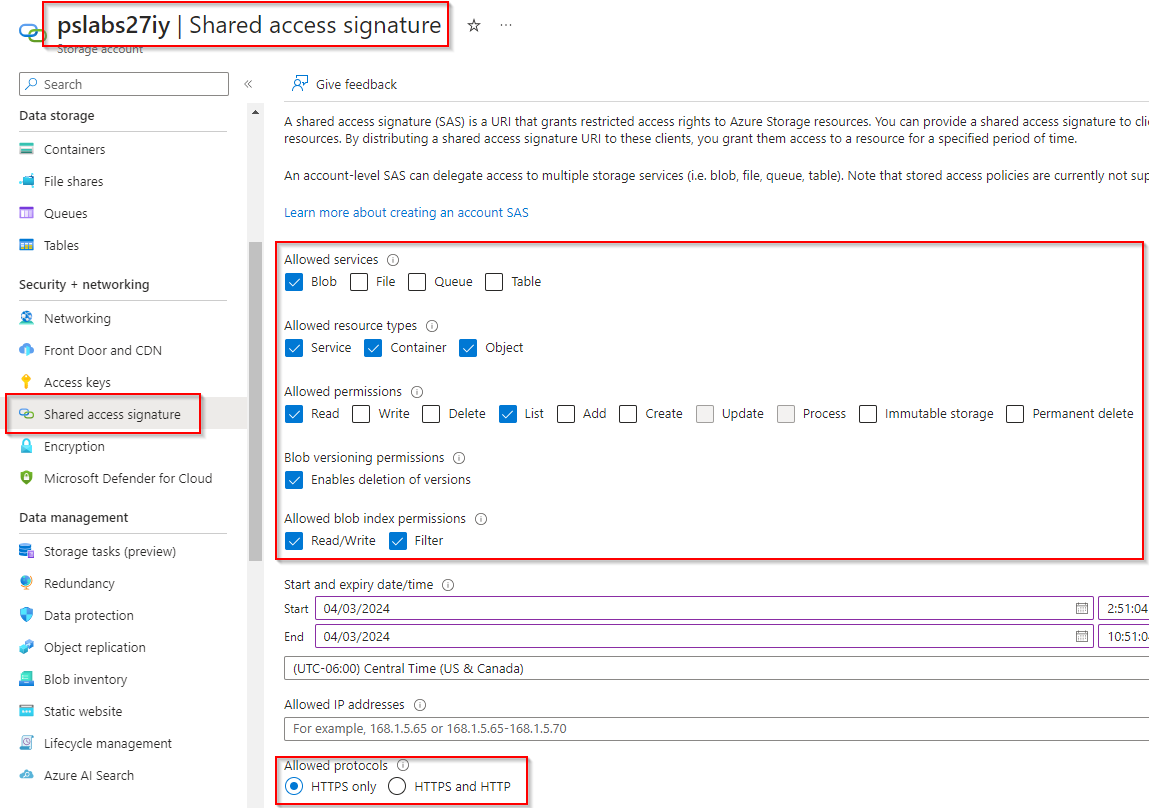 pslabs27iy | Shared access signature
Storage account
Search
Data storage
Containers
File shares
Queues
Tables
Security + networking
Networking
Front Door and CDN
Access keys
Shared access signature
Encryption
Microsoft Defender for Cloud
Data management
Storage tasks (preview)
Redundancy
Data protection
Object replication
Blob inventory
Static website
Lifecycle management
Azure AI Search
Give feedback
A shared access signature (SAS) is a URI that grants restricted access rights to Azure Storage resources. You can provide a shared access signature to
resources. By distributing a shared access signature URI to these clients, you grant them access to a resource for a specified period of time.
An account-level SAS can delegate access to multiple storage services (i.e. blob, file, queue, table). Note that stored access policies are currently not
Learn more about creating an account SAS
Allowed services
Blob File Queue Table
Allowed resource types
Service Container Object
Allowed permissions
Read Write Delete List Add Create Update Process Immutable storage Permanent delete
Blob versioning permissions
Enables deletion of versions
Allowed blob index permissions
Read/Write Filter
Start and expiry date/time
Start 04/03/2024 2:51:04
End 04/03/2024
(UTC-06:00) Central Time (US & Canada)
Allowed IP addresses
For example, 168.1.5.65 or 168.1.5.65-168.1.5.70
Allowed protocols
HTTPS only HTTPS and HTTP